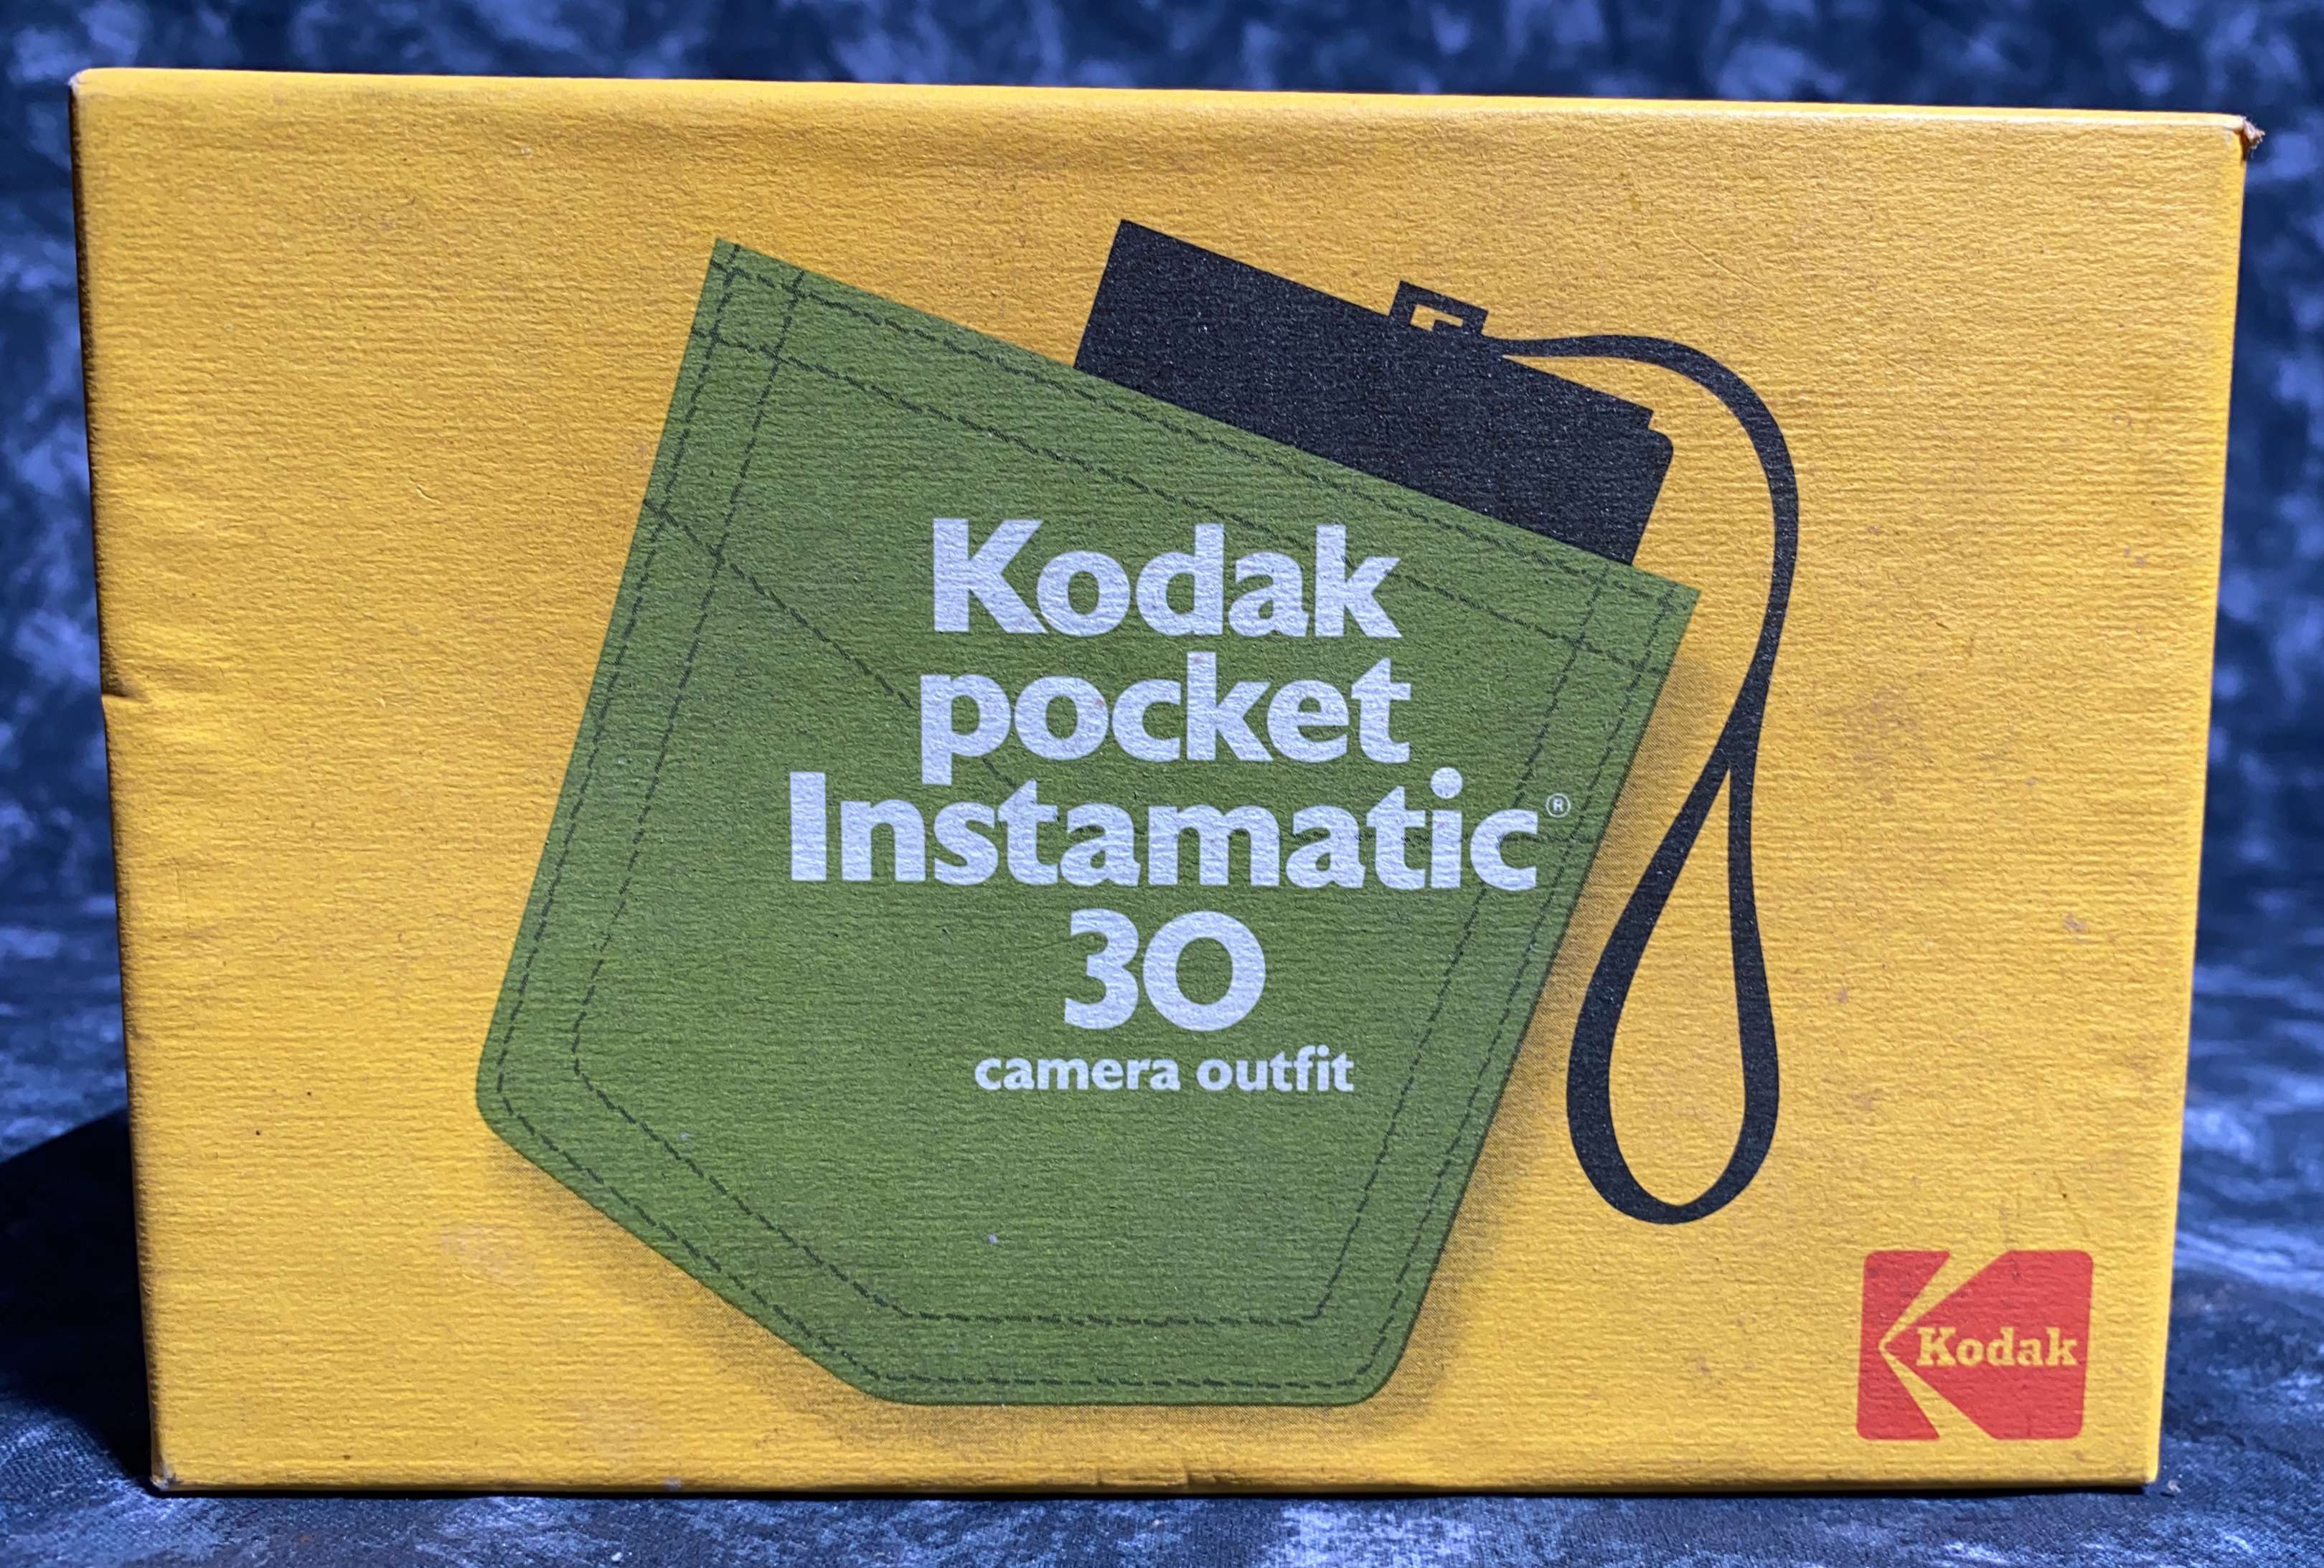 Kodak
pocket
Instamatic®
30
camera outfit
Kodak